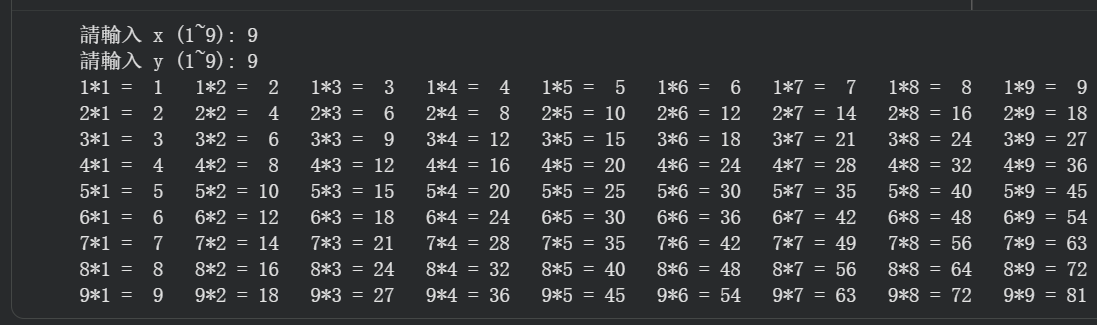 請輸入 x (1~9): 9
請輸入 y (1~9): 9
1*1 =  1   1*2 =  2   1*3 =  3   1*4 =  4   1*5 =  5   1*6 =  6   1*7 =  7   1*8 =  8   1*9 =  9
2*1 =  2   2*2 =  4   2*3 =  6   2*4 =  8   2*5 = 10   2*6 = 12   2*7 = 14   2*8 = 16   2*9 = 18
3*1 =  3   3*2 =  6   3*3 =  9   3*4 = 12   3*5 = 15   3*6 = 18   3*7 = 21   3*8 = 24   3*9 = 27
4*1 =  4   4*2 =  8   4*3 = 12   4*4 = 16   4*5 = 20   4*6 = 24   4*7 = 28   4*8 = 32   4*9 = 36
5*1 =  5   5*2 = 10   5*3 = 15   5*4 = 20   5*5 = 25   5*6 = 30   5*7 = 35   5*8 = 40   5*9 = 45
6*1 =  6   6*2 = 12   6*3 = 18   6*4 = 24   6*5 = 30   6*6 = 36   6*7 = 42   6*8 = 48   6*9 = 54
7*1 =  7   7*2 = 14   7*3 = 21   7*4 = 28   7*5 = 35   7*6 = 42   7*7 = 49   7*8 = 56   7*9 = 63
8*1 =  8   8*2 = 16   8*3 = 24   8*4 = 32   8*5 = 40   8*6 = 48   8*7 = 56   8*8 = 64   8*9 = 72
9*1 =  9   9*2 = 18   9*3 = 27   9*4 = 36   9*5 = 45   9*6 = 54   9*7 = 63   9*8 = 72   9*9 = 81